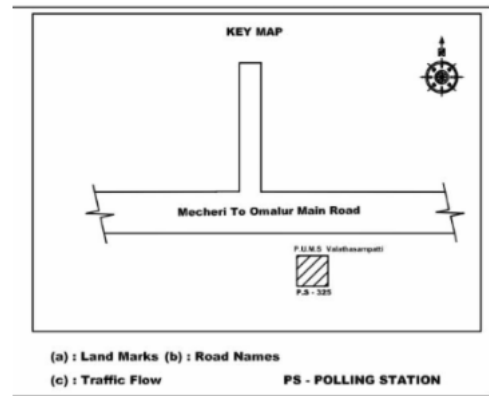 KEY MAP
N
Mecheri To Omalur Main Road
P.U.M.S Valathasampatti
P.S - 325
(a) : Land Marks (b) : Road Names
(c) : Traffic Flow PS - POLLING STATION